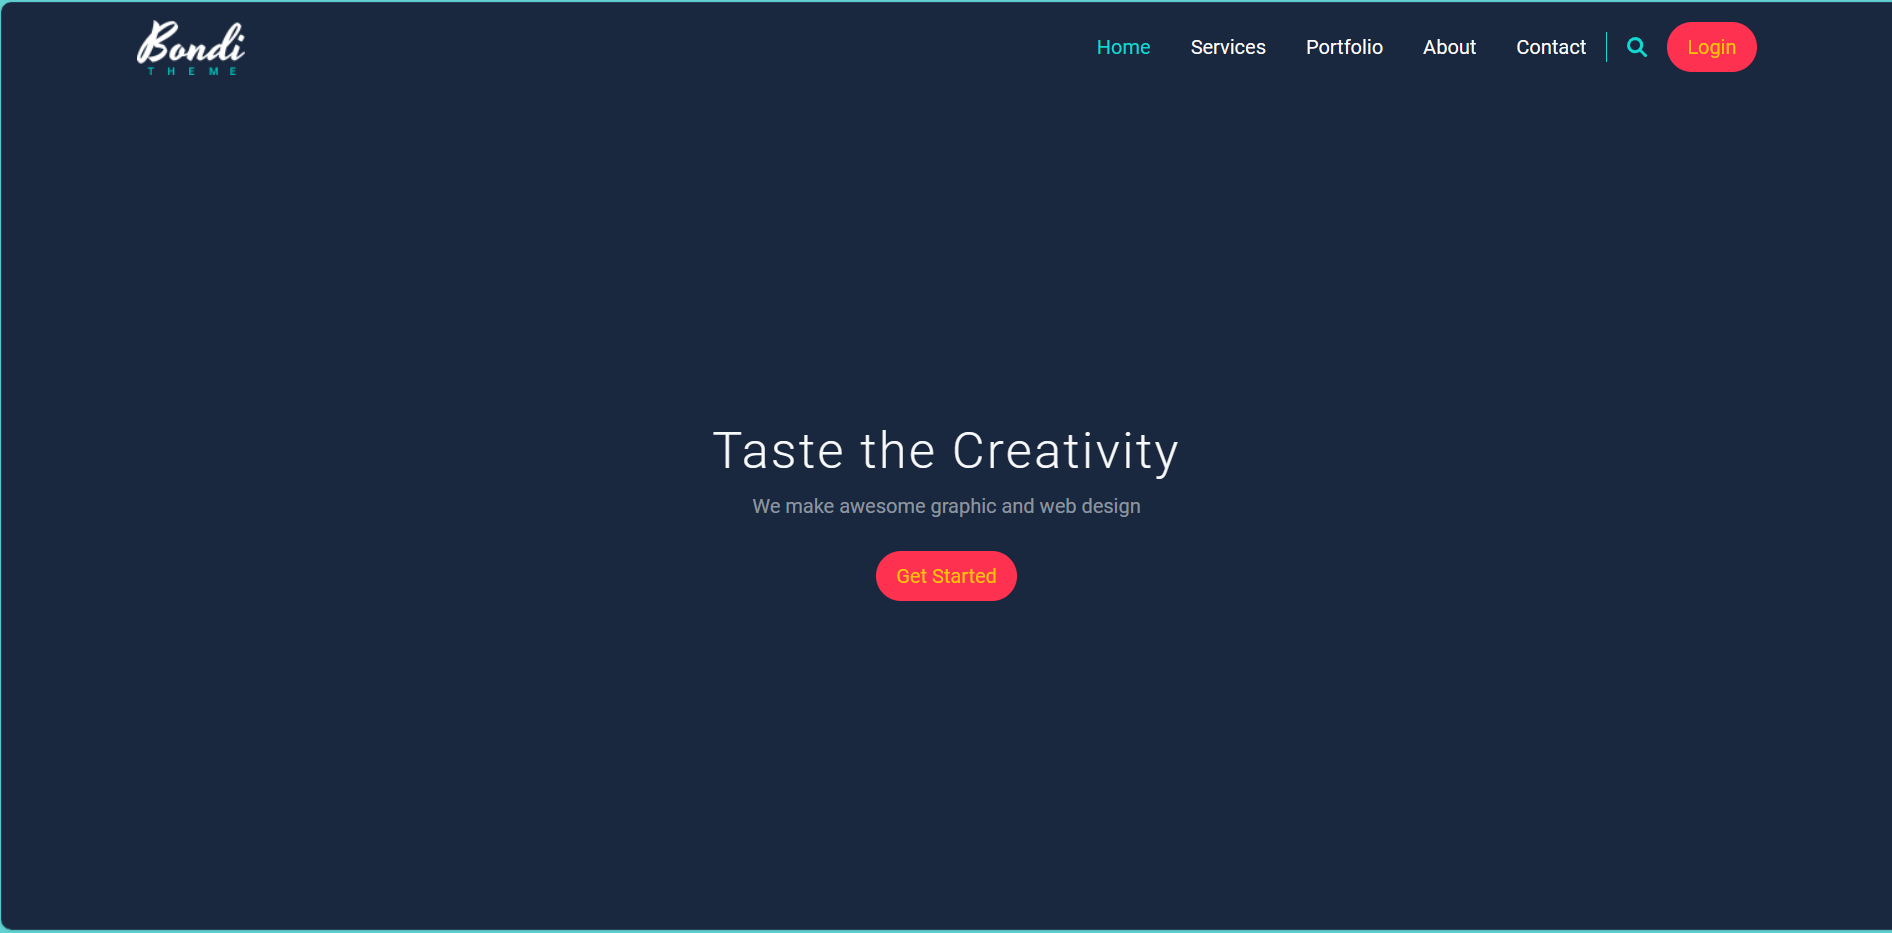 Bondi
THEME
Home Services Portfolio About Contact Login
Taste the Creativity
We make awesome graphic and web design
Get Started